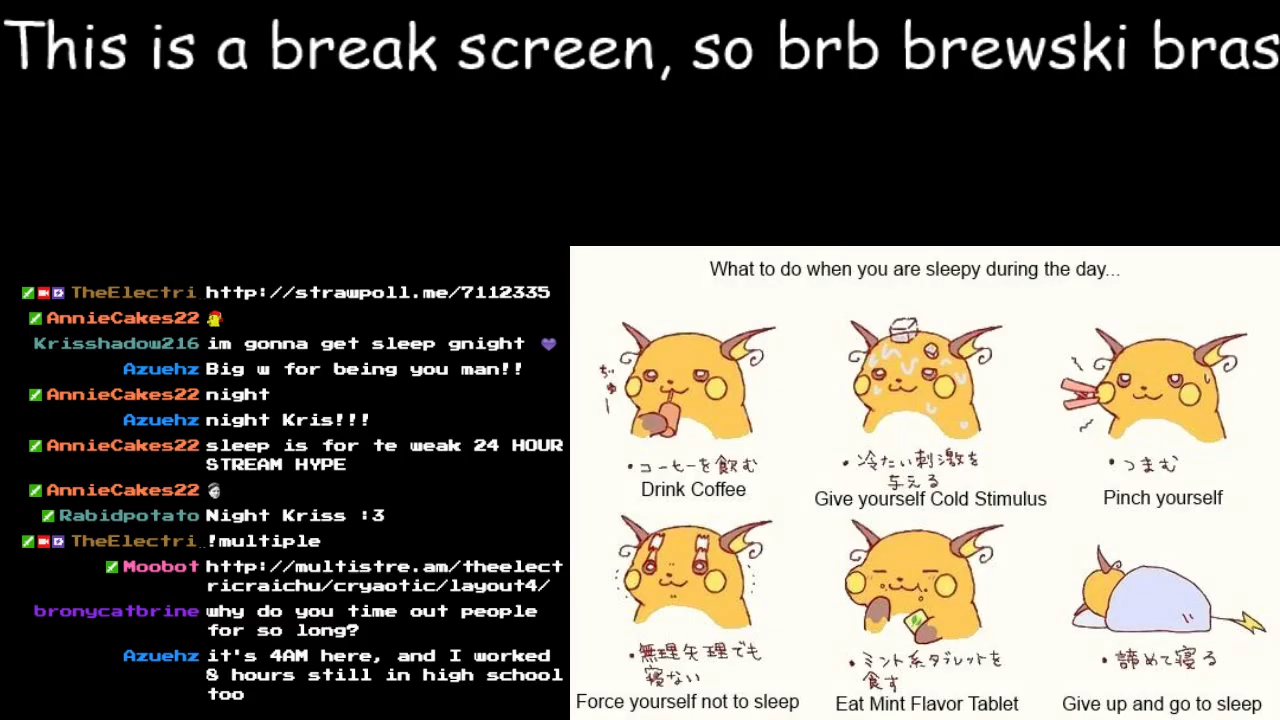 This is a break screen, so brb brewski bras
TheElectri http://strawpoll.me/7112335
AnnieCakes22
Krisshadow216 im gonna get sleep gnight
Azuehz Big w for being you man!!
AnnieCakes22 night
Azuehz night Kris!!!
AnnieCakes22 sleep is for te weak 24 HOUR
STREAM HYPE
AnnieCakes22
Rabidpotato Night Kriss :3
TheElectri !multiple
Moobot http://multistre.am/theelect
ricraichu/cryaotic/layout4/
bronycatbrine why do you time out people
for so long?
Azuehz it's 4AM here, and I worked
8 hours still in high school
too
What to do when you are sleepy during the day...
・コーヒーを飲む
Drink Coffee
・冷たい刺激を
与える
Give yourself Cold Stimulus
・つまむ
Pinch yourself
・無理矢理でも
寝ない
Force yourself not to sleep
・ミント系タブレットを
食す
Eat Mint Flavor Tablet
・諦めて寝る
Give up and go to sleep